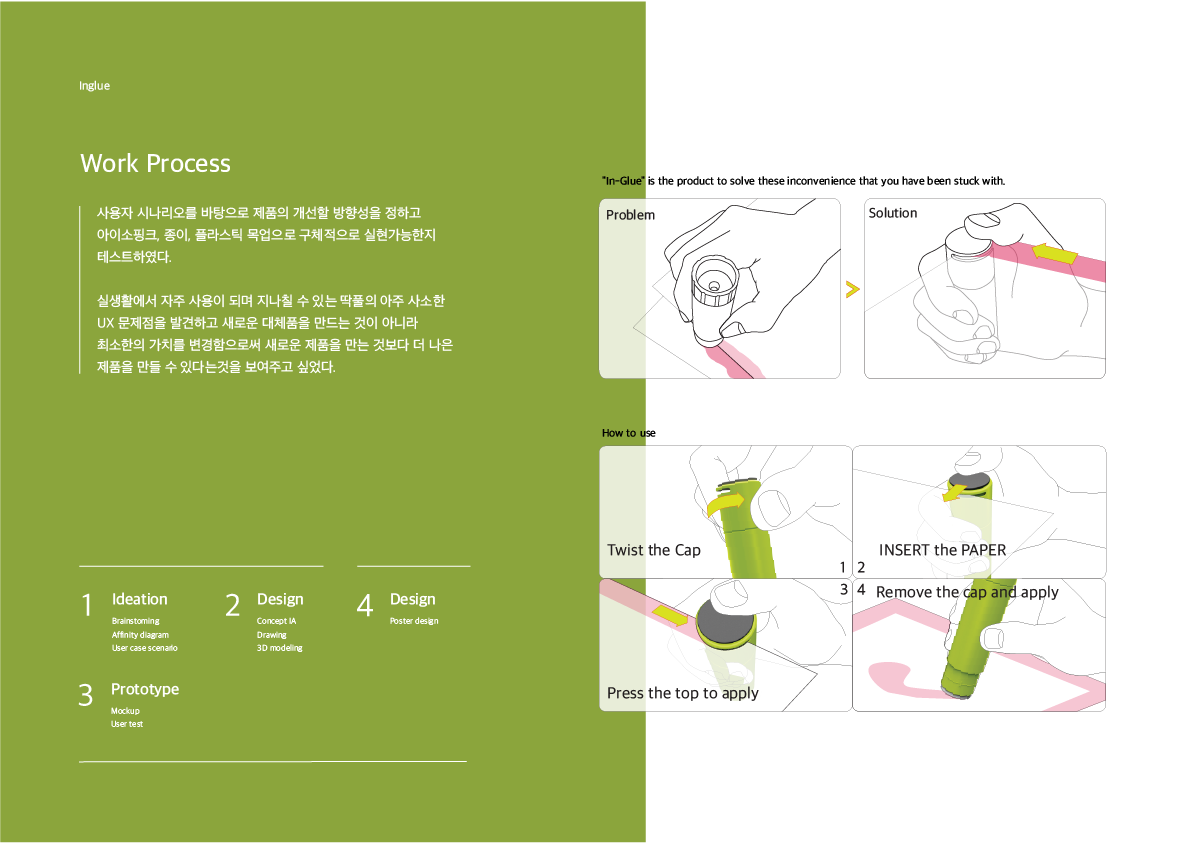 Inglue
Work Process
사용자 시나리오를 바탕으로 제품의 개선할 방향성을 정하고
아이소핑크, 종이, 플라스틱 목업으로 구체적으로 실현가능한지
테스트하였다.
실생활에서 자주 사용이 되며 지나칠 수 있는 딱풀의 아주 사소한
UX 문제점을 발견하고 새로운 대체품을 만드는 것이 아니라
최소한의 가치를 변경함으로써 새로운 제품을 만는 것보다 더 나은
제품을 만들 수 있다는것을 보여주고 싶었다.
1 Ideation
Brainstoming
Affinity diagram
User case scenario
2 Design
Concept IA
Drawing
3D modeling
4 Design
Poster design
3 Prototype
Mockup
User test
"In-Glue" is the product to solve these inconvenience that you have been stuck with.
Problem
Solution
How to use
Twist the Cap
1
INSERT the PAPER
2
3
Press the top to apply
4 Remove the cap and apply